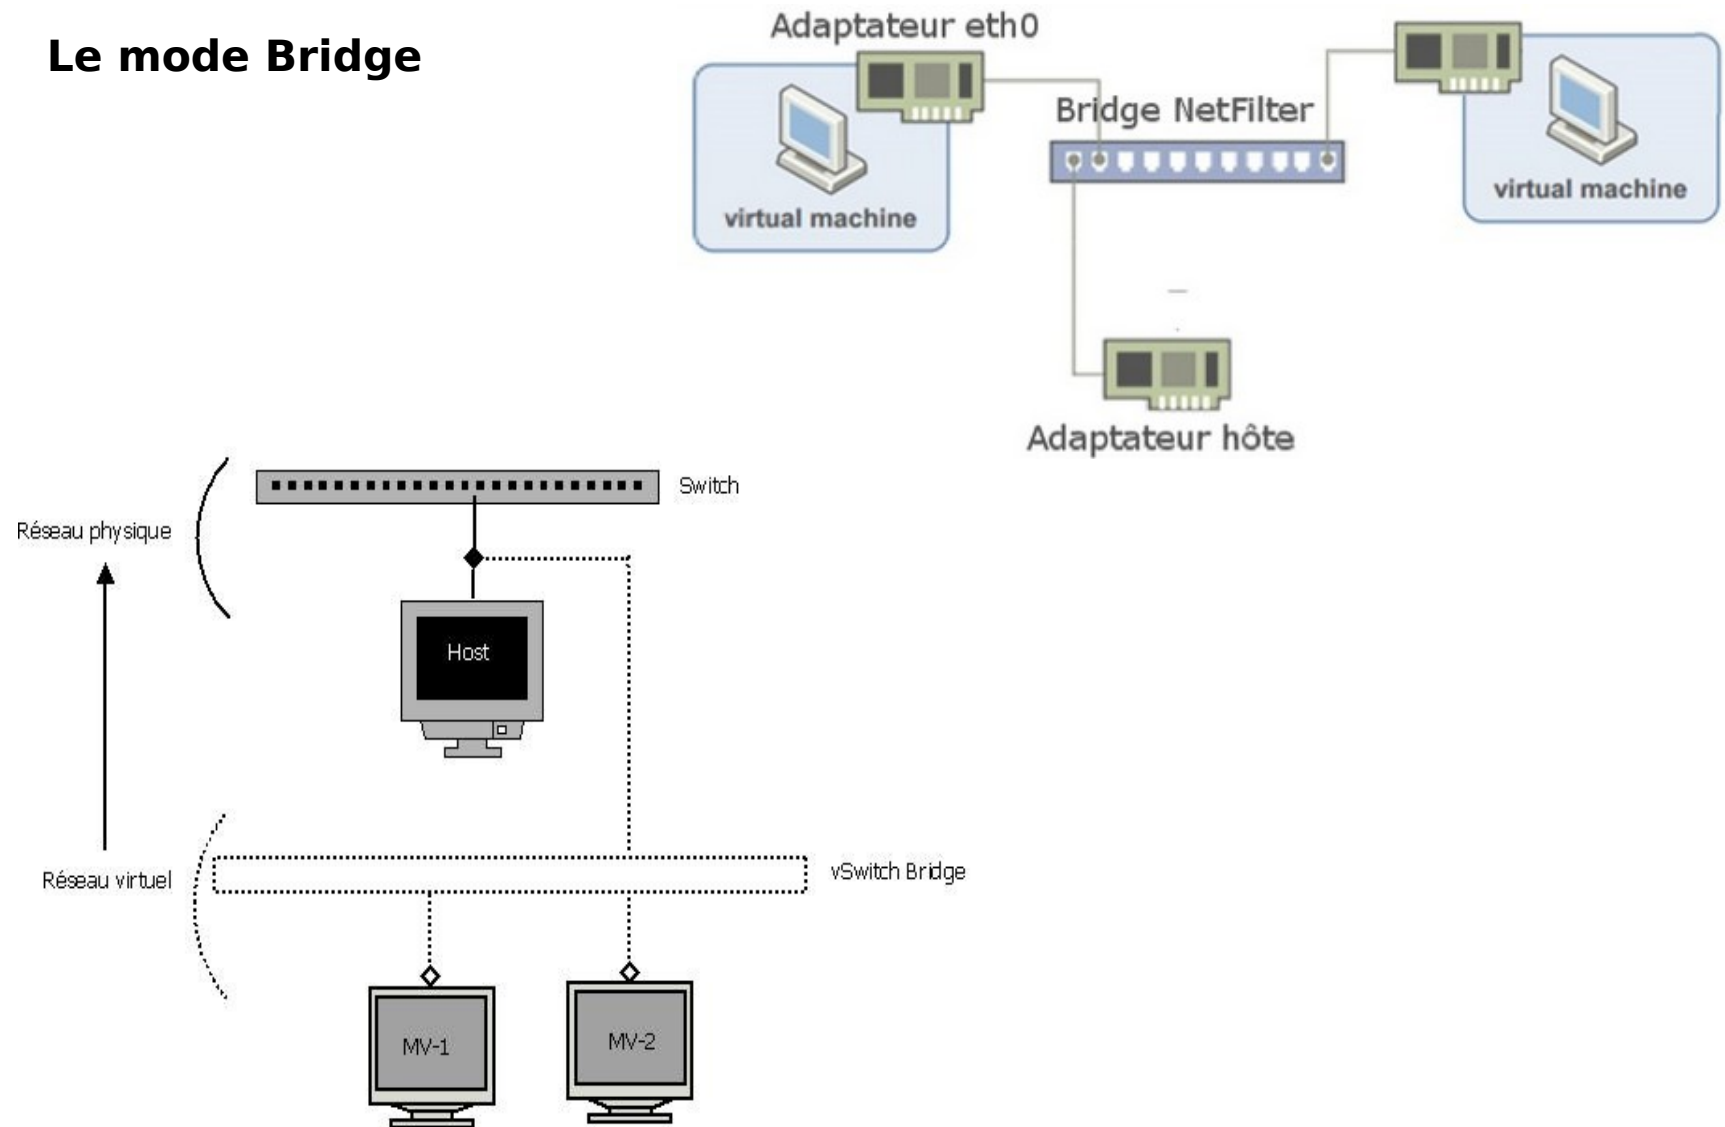 Le mode Bridge
Adaptateur eth0
Bridge NetFilter
virtual machine
virtual machine
Adaptateur hôte
Switch
Réseau physique
Host
Réseau virtuel
vSwitch Bridge
MV-1
MV-2